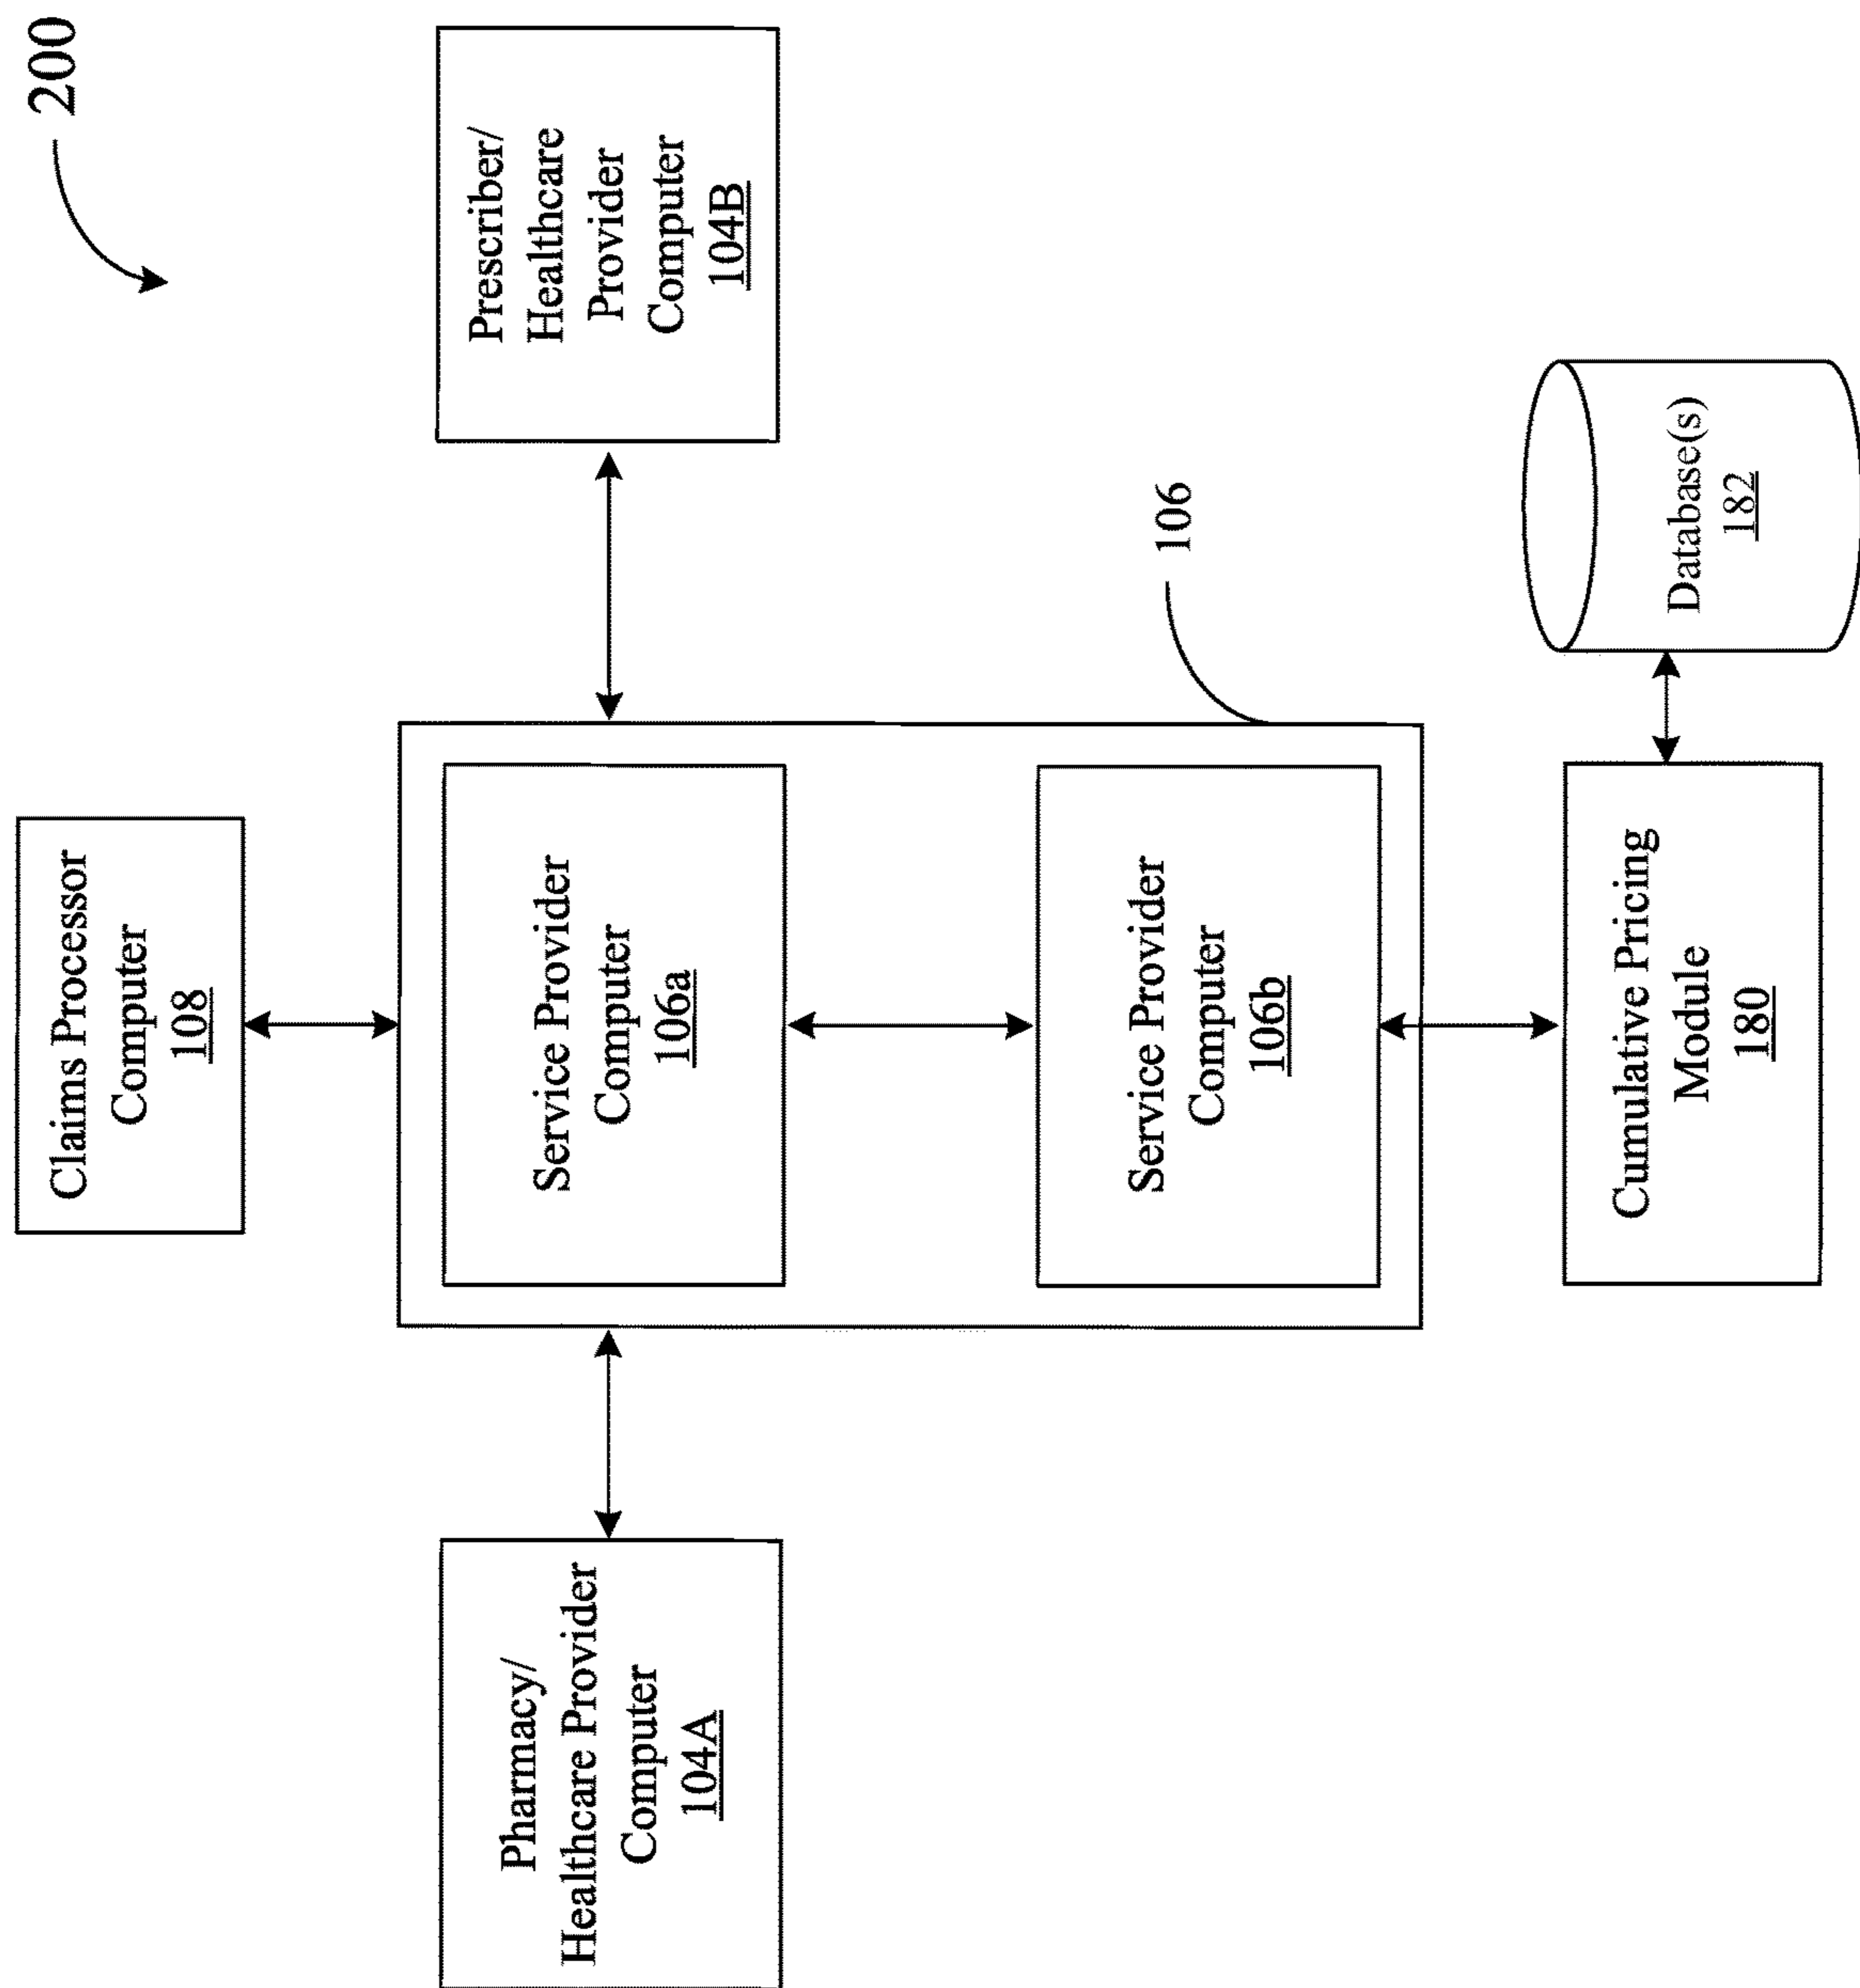 200
Claims Processor
Computer
108
Pharmacy/
Healthcare Provider
Computer
104A
Service Provider
Computer
106a
Prescriber/
Healthcare
Provider
Computer
104B
Service Provider
Computer
106b
106
Cumulative Pricing
Module
180
Database(s)
182